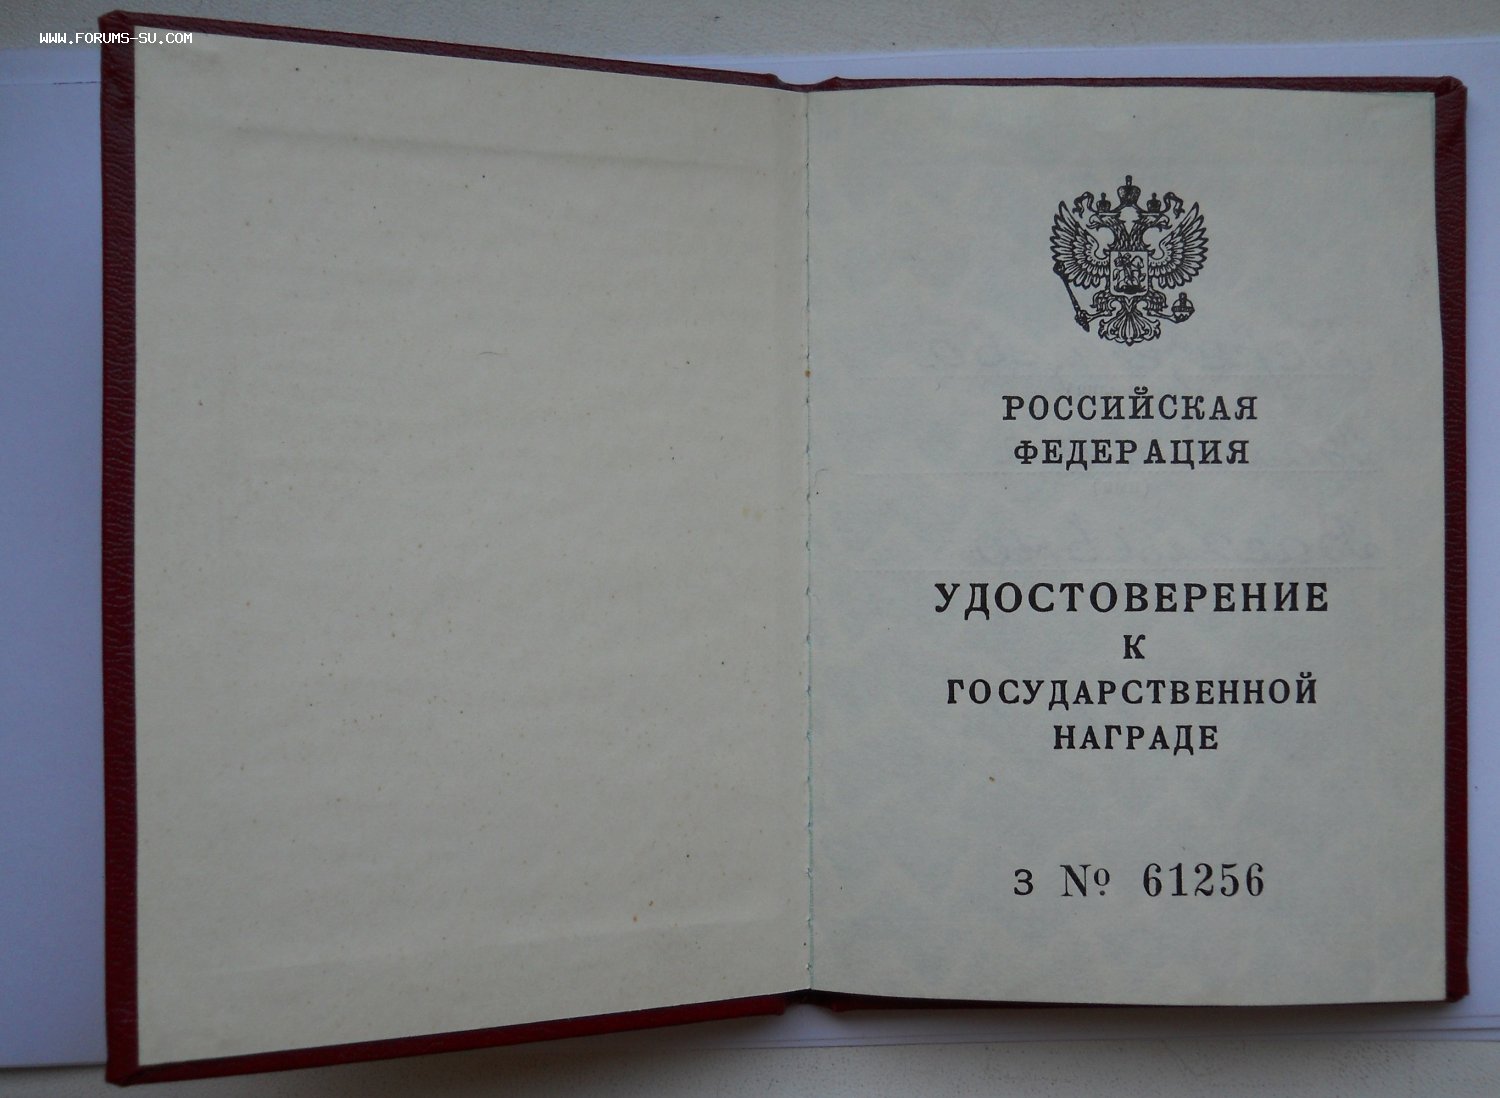 www.forums-su.com
РОССИЙСКАЯ
ФЕДЕРАЦИЯ
УДОСТОВЕРЕНИЕ
К
ГОСУДАРСТВЕННОЙ
НАГРАДЕ
З № 61256